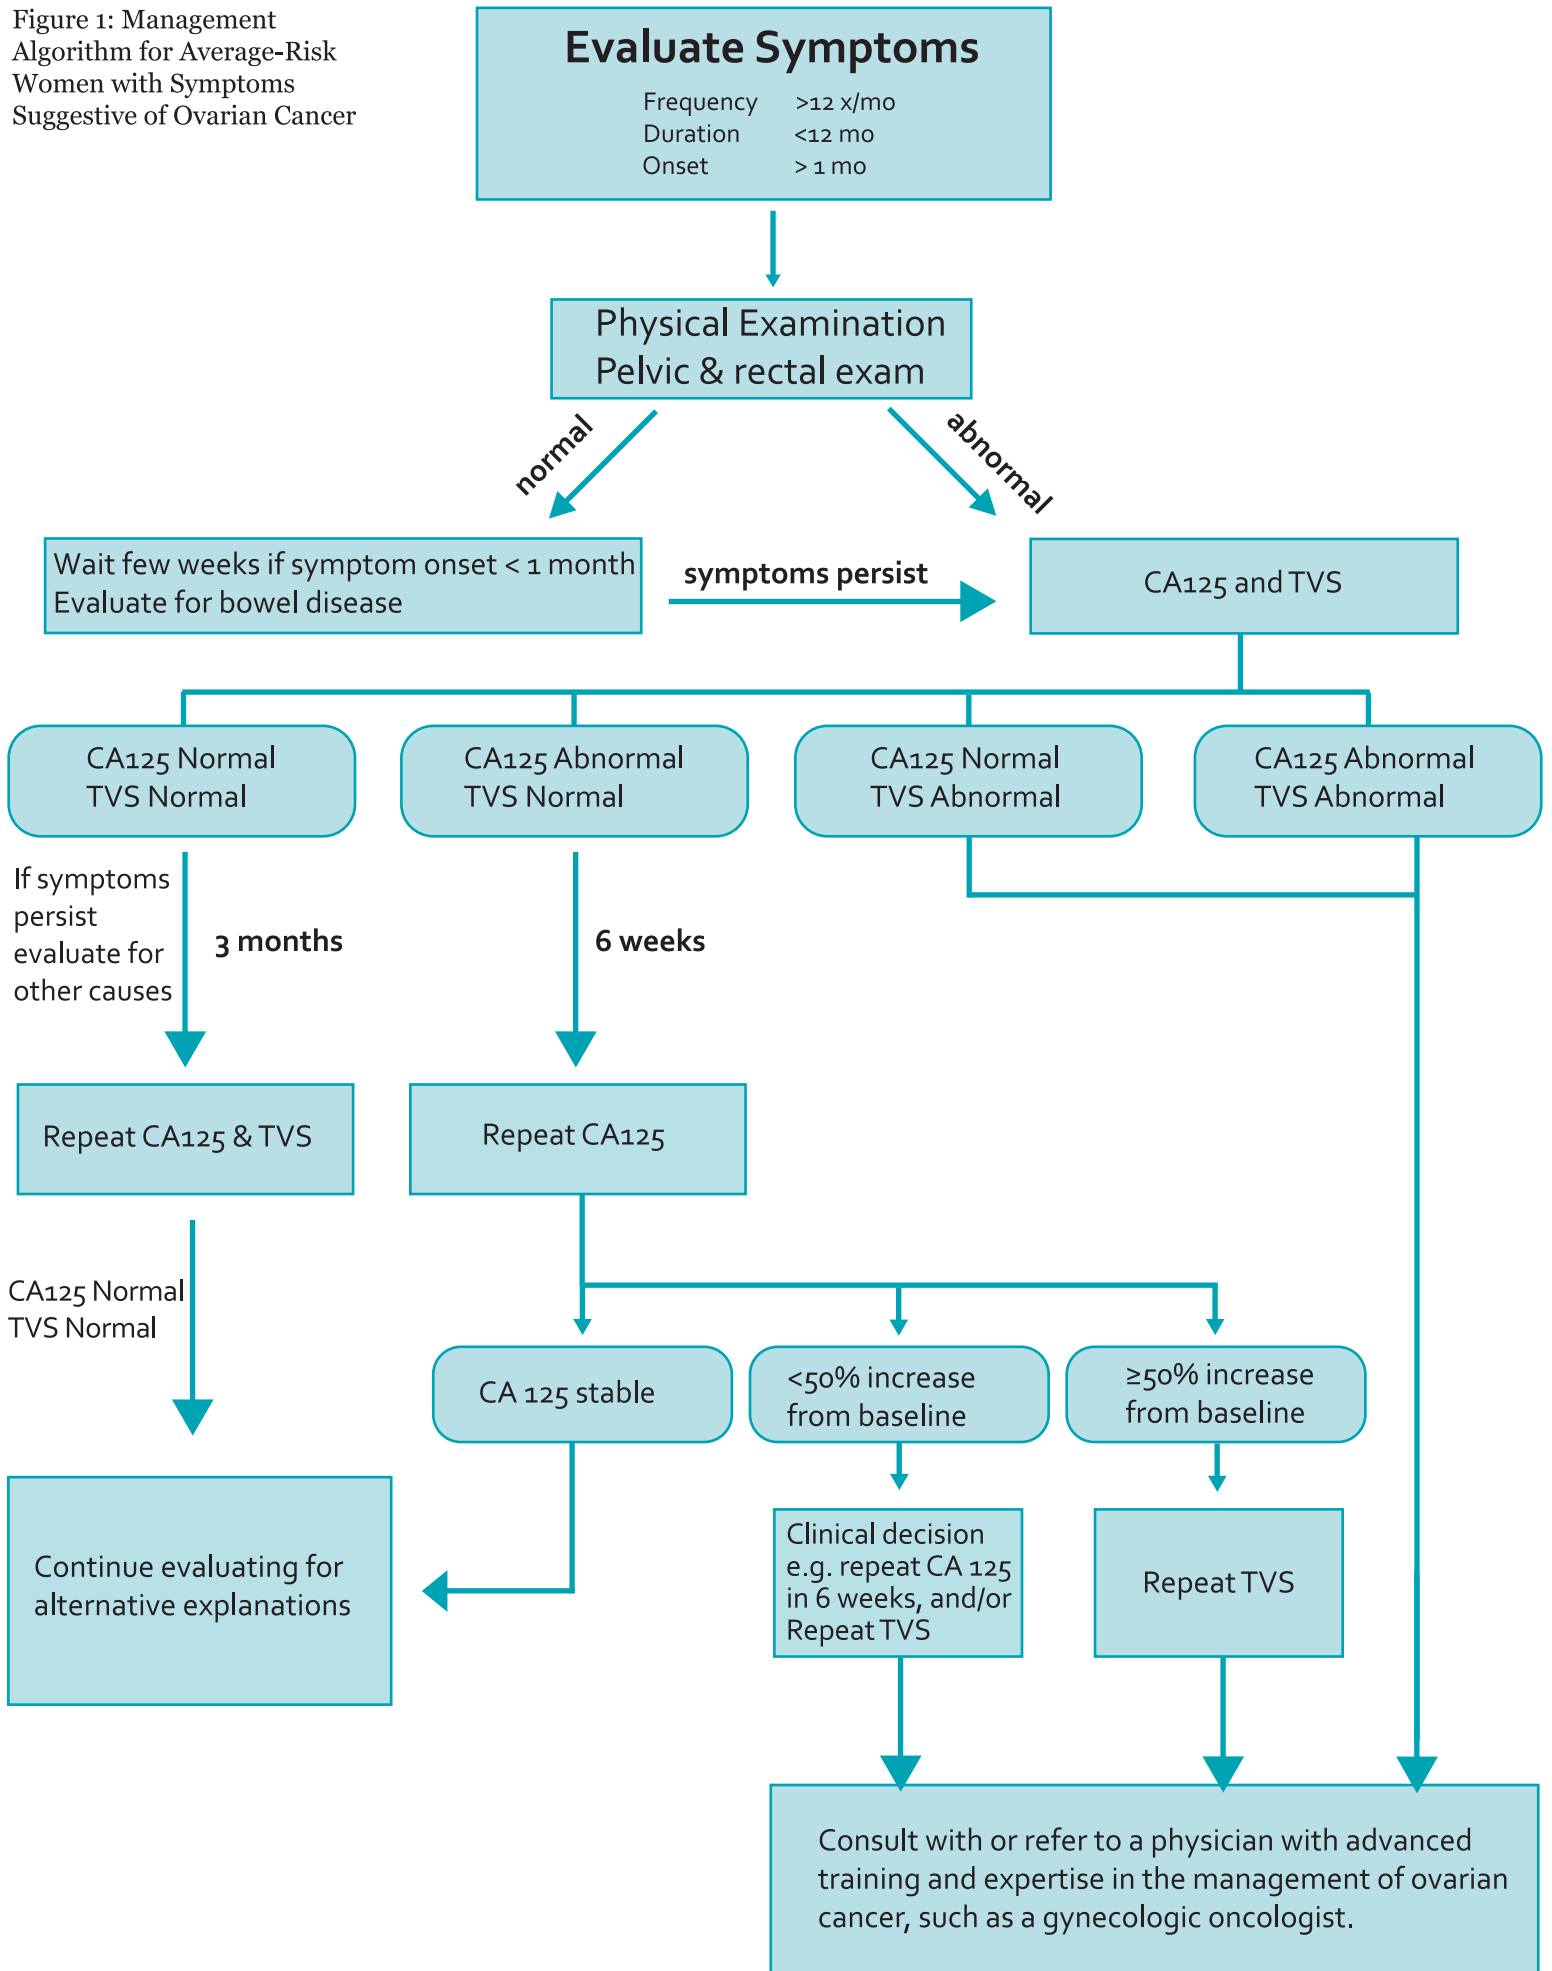 Figure 1: Management
Algorithm for Average-Risk
Women with Symptoms
Suggestive of Ovarian Cancer
Evaluate Symptoms
Frequency >12 x/mo
Duration <12 mo
Onset > 1 mo
Physical Examination
Pelvic & rectal exam
normal
abnormal
Wait few weeks if symptom onset < 1 month
Evaluate for bowel disease
symptoms persist
CA125 and TVS
CA125 Normal
TVS Normal
CA125 Abnormal
TVS Normal
CA125 Normal
TVS Abnormal
CA125 Abnormal
TVS Abnormal
If symptoms
persist
evaluate for
other causes
3 months
6 weeks
Repeat CA125 & TVS
Repeat CA125
CA125 Normal
TVS Normal
CA 125 stable
<50% increase
from baseline
≥50% increase
from baseline
Continue evaluating for
alternative explanations
Clinical decision
e.g. repeat CA 125
in 6 weeks, and/or
Repeat TVS
Repeat TVS
Consult with or refer to a physician with advanced
training and expertise in the management of ovarian
cancer, such as a gynecologic oncologist.